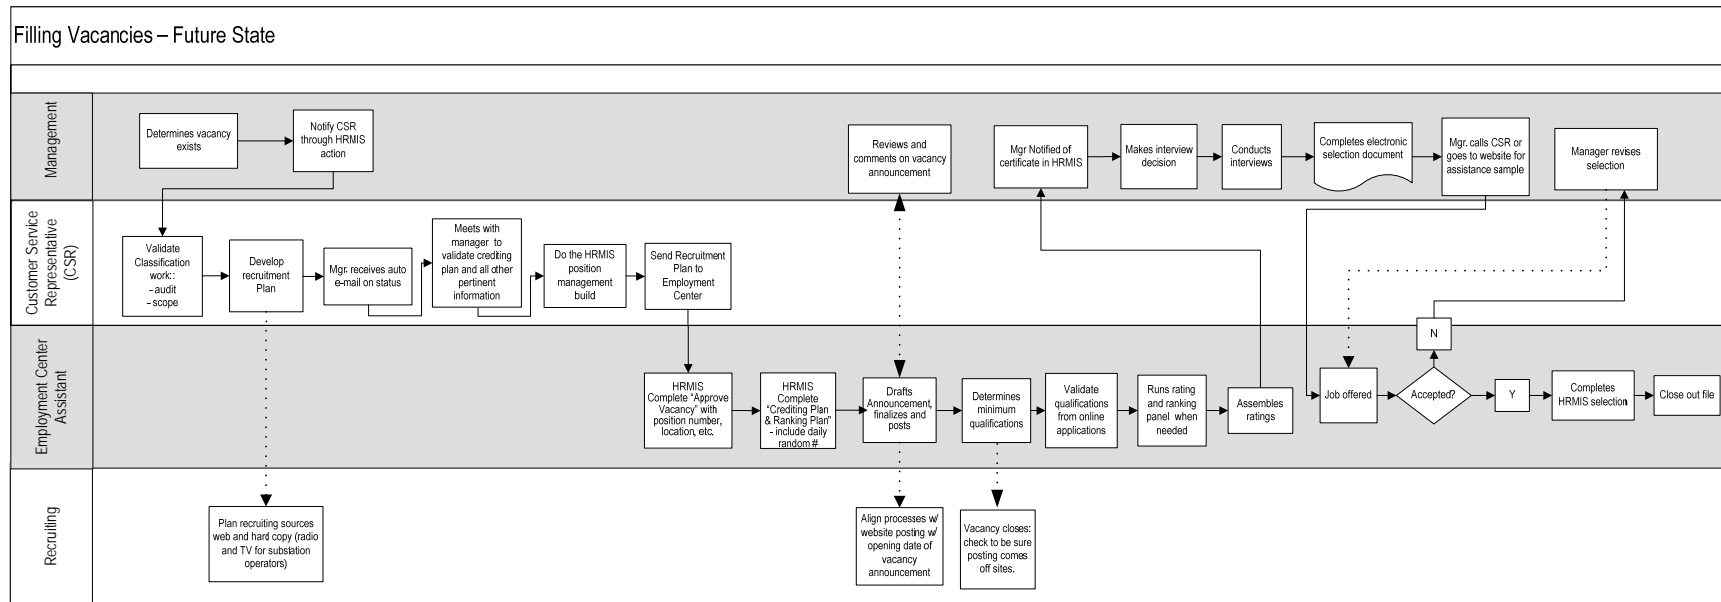 Filling Vacancies – Future State
Management
Determines vacancy
exists
Notify CSR
through HRMIS
action
Reviews and
comments on vacancy
announcement
Mgr Notified of
certificate in HRMIS
Makes interview
decision
Conducts
interviews
Completes electronic
selection document
Mgr. calls CSR or
goes to website for
assistance sample
Manager revises
selection
Customer Service
Representative
(CSR)
Validate
Classification
work::
- audit
- scope
Develop
recruitment
Plan
Mgr. receives auto
e-mail on status
Meets with
manager to
validate crediting
plan and all other
pertinent
information
Do the HRMIS
position
management
build
Send Recruitment
Plan to
Employment
Center
Employment Center
Assistant
HRMIS
Complete “Approve
Vacancy” with
position number,
location, etc.
HRMIS
Complete
“Crediting Plan
& Ranking Plan”
- include daily
random #
Drafts
Announcement,
finalizes and
posts
Determines
minimum
qualifications
Validate
qualifications
from online
applications
Runs rating
and ranking
panel when
needed
Assembles
ratings
Job offered
Accepted?
N
Y
Completes
HRMIS selection
Close out file
Recruiting
Plan recruiting sources
web and hard copy (radio
and TV for substation
operators)
Align processes w/
website posting w/
opening date of
vacancy
announcement
Vacancy closes:
check to be sure
posting comes
off sites.